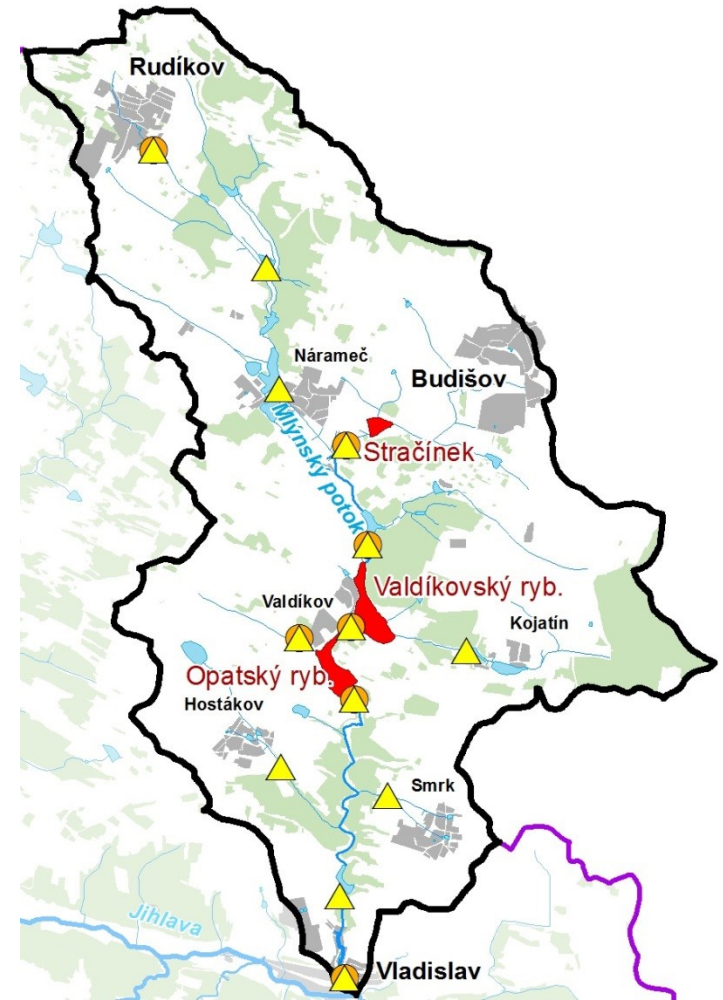 Rudíkov
Nárameč
Budišov
Stračínek
Mlýnský potok
Valdíkovský ryb.
Valdíkov
Kojatín
Opatský ryb.
Hostákov
Smrk
Jihlava
Vladislav